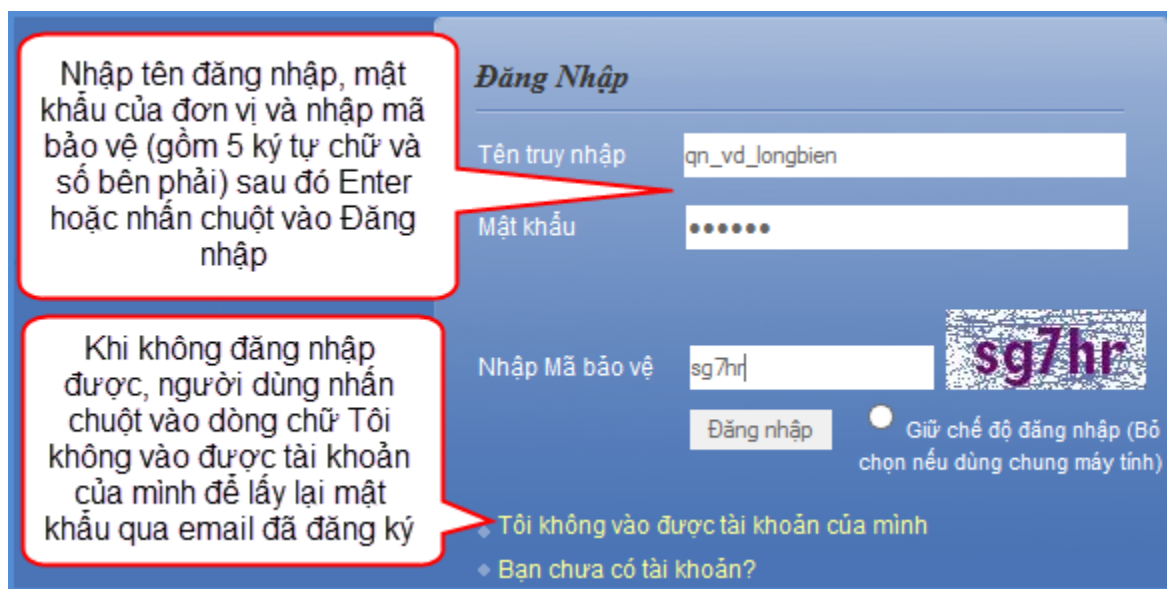 Nhập tên đăng nhập, mật
khẩu của đơn vị và nhập mã
bảo vệ (gồm 5 ký tự chữ và
số bên phải) sau đó Enter
hoặc nhấn chuột vào Đăng
nhập
Khi không đăng nhập
được, người dùng nhấn
chuột vào dòng chữ Tôi
không vào được tài khoản
của mình để lấy lại mật
khẩu qua email đã đăng ký
Đăng Nhập
Tên truy nhập qn_vd_longbien
Mật khẩu ••••••
Nhập Mã bảo vệ sg7hr sg7hr
Đăng nhập Giữ chế độ đăng nhập (Bỏ
chọn nếu dùng chung máy tính)
Tôi không vào được tài khoản của mình
Bạn chưa có tài khoản?